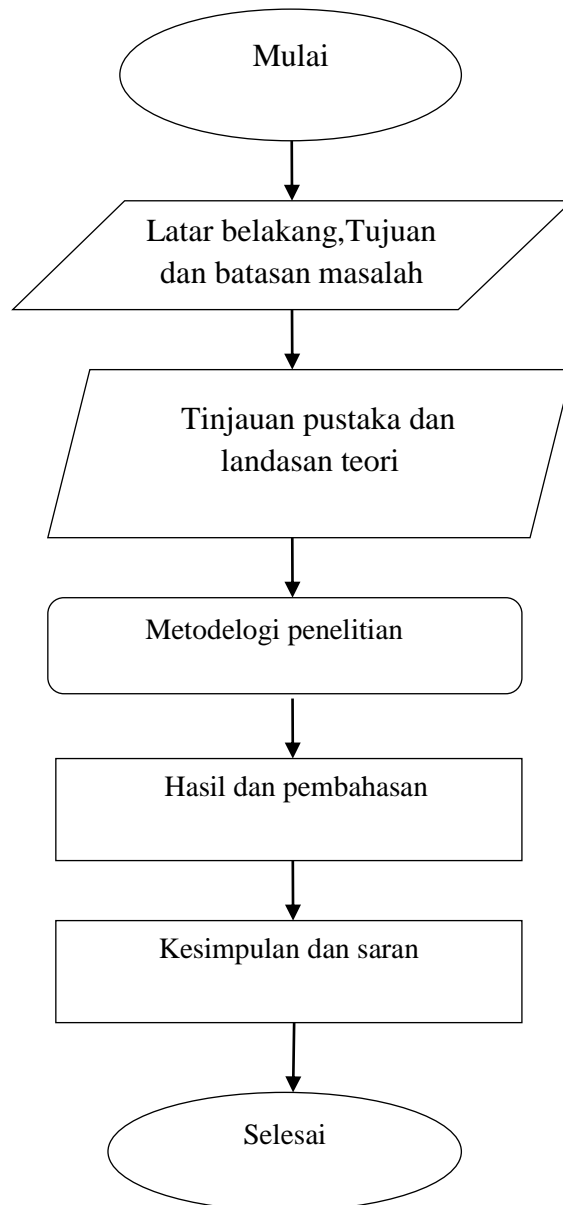 Mulai
Latar belakang,Tujuan
dan batasan masalah
Tinjauan pustaka dan
landasan teori
Metodelogi penelitian
Hasil dan pembahasan
Kesimpulan dan saran
Selesai